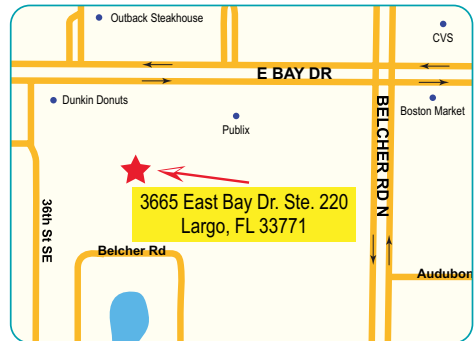 Outback Steakhouse
CVS
E BAY DR
Dunkin Donuts
Boston Market
Publix
BELCHER RD N
3665 East Bay Dr. Ste. 220
Largo, FL 33771
36th St SE
Belcher Rd
Audubon